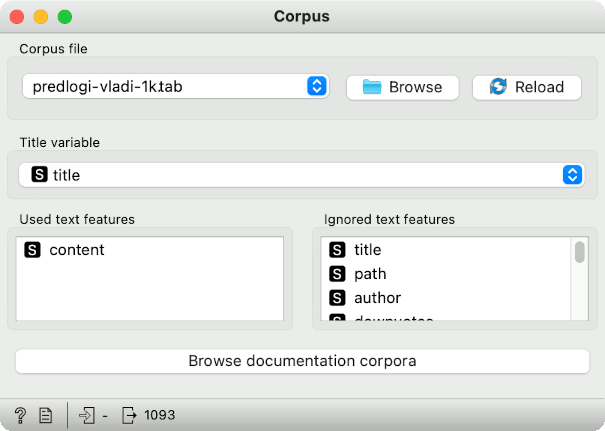 Corpus
Corpus file
predlogi-vladi-1k.tab
Browse
Reload
Title variable
S title
Used text features
Ignored text features
S content
S title
S path
S author
S downvotes
Browse documentation corpora
? - 1093